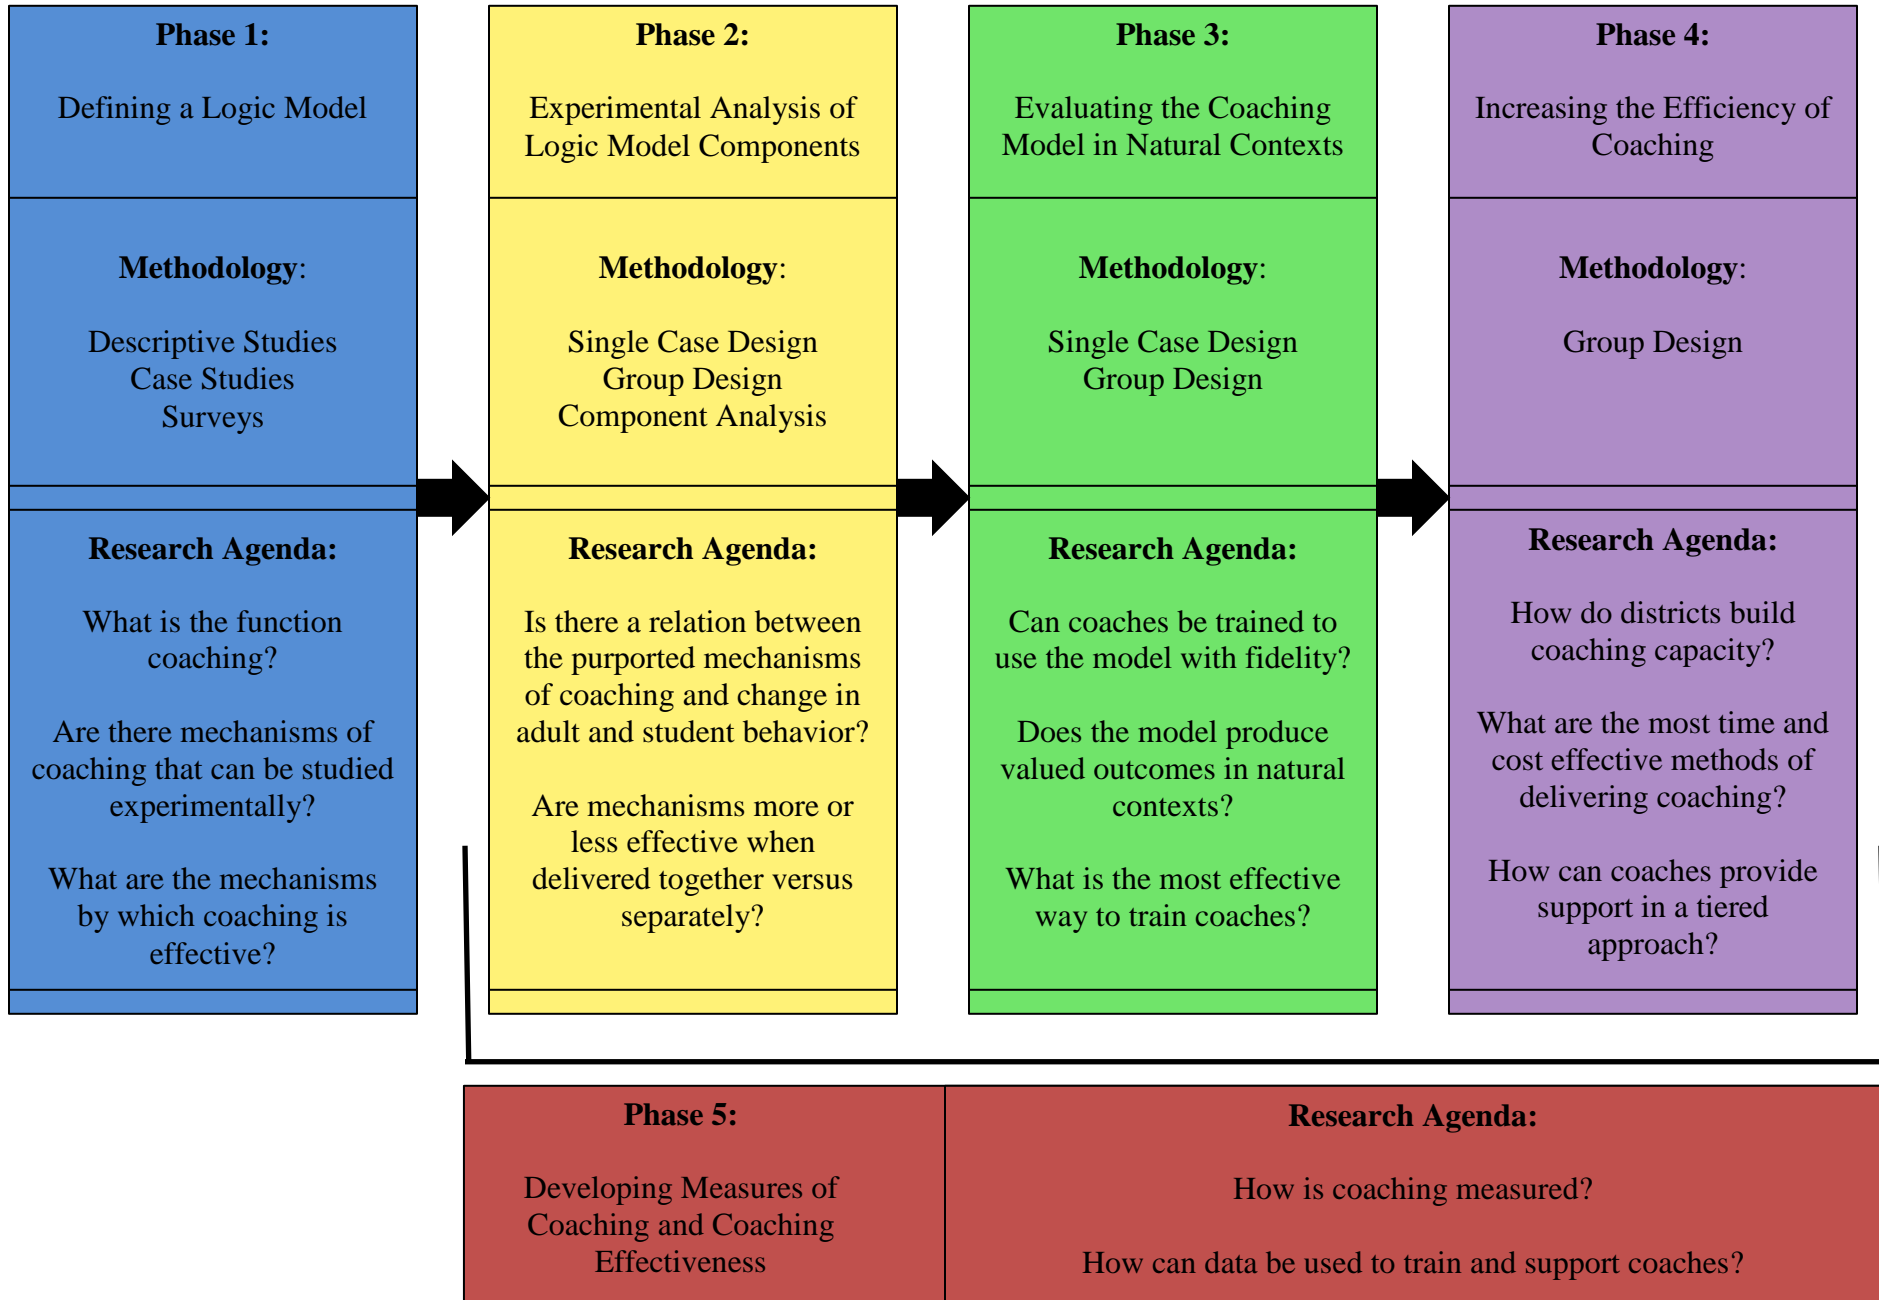 Phase 1:
Defining a Logic Model
Methodology:
Descriptive Studies
Case Studies
Surveys
Research Agenda:
What is the function
coaching?
Are there mechanisms of
coaching that can be studied
experimentally?
What are the mechanisms
by which coaching is
effective?
Phase 2:
Experimental Analysis of
Logic Model Components
Methodology:
Single Case Design
Group Design
Component Analysis
Research Agenda:
Is there a relation between
the purported mechanisms
of coaching and change in
adult and student behavior?
Are mechanisms more or
less effective when
delivered together versus
separately?
Phase 3:
Evaluating the Coaching
Model in Natural Contexts
Methodology:
Single Case Design
Group Design
Research Agenda:
Can coaches be trained to
use the model with fidelity?
Does the model produce
valued outcomes in natural
contexts?
What is the most effective
way to train coaches?
Phase 4:
Increasing the Efficiency of
Coaching
Methodology:
Group Design
Research Agenda:
How do districts build
coaching capacity?
What are the most time and
cost effective methods of
delivering coaching?
How can coaches provide
support in a tiered
approach?
Phase 5:
Developing Measures of
Coaching and Coaching
Effectiveness
Research Agenda:
How is coaching measured?
How can data be used to train and support coaches?